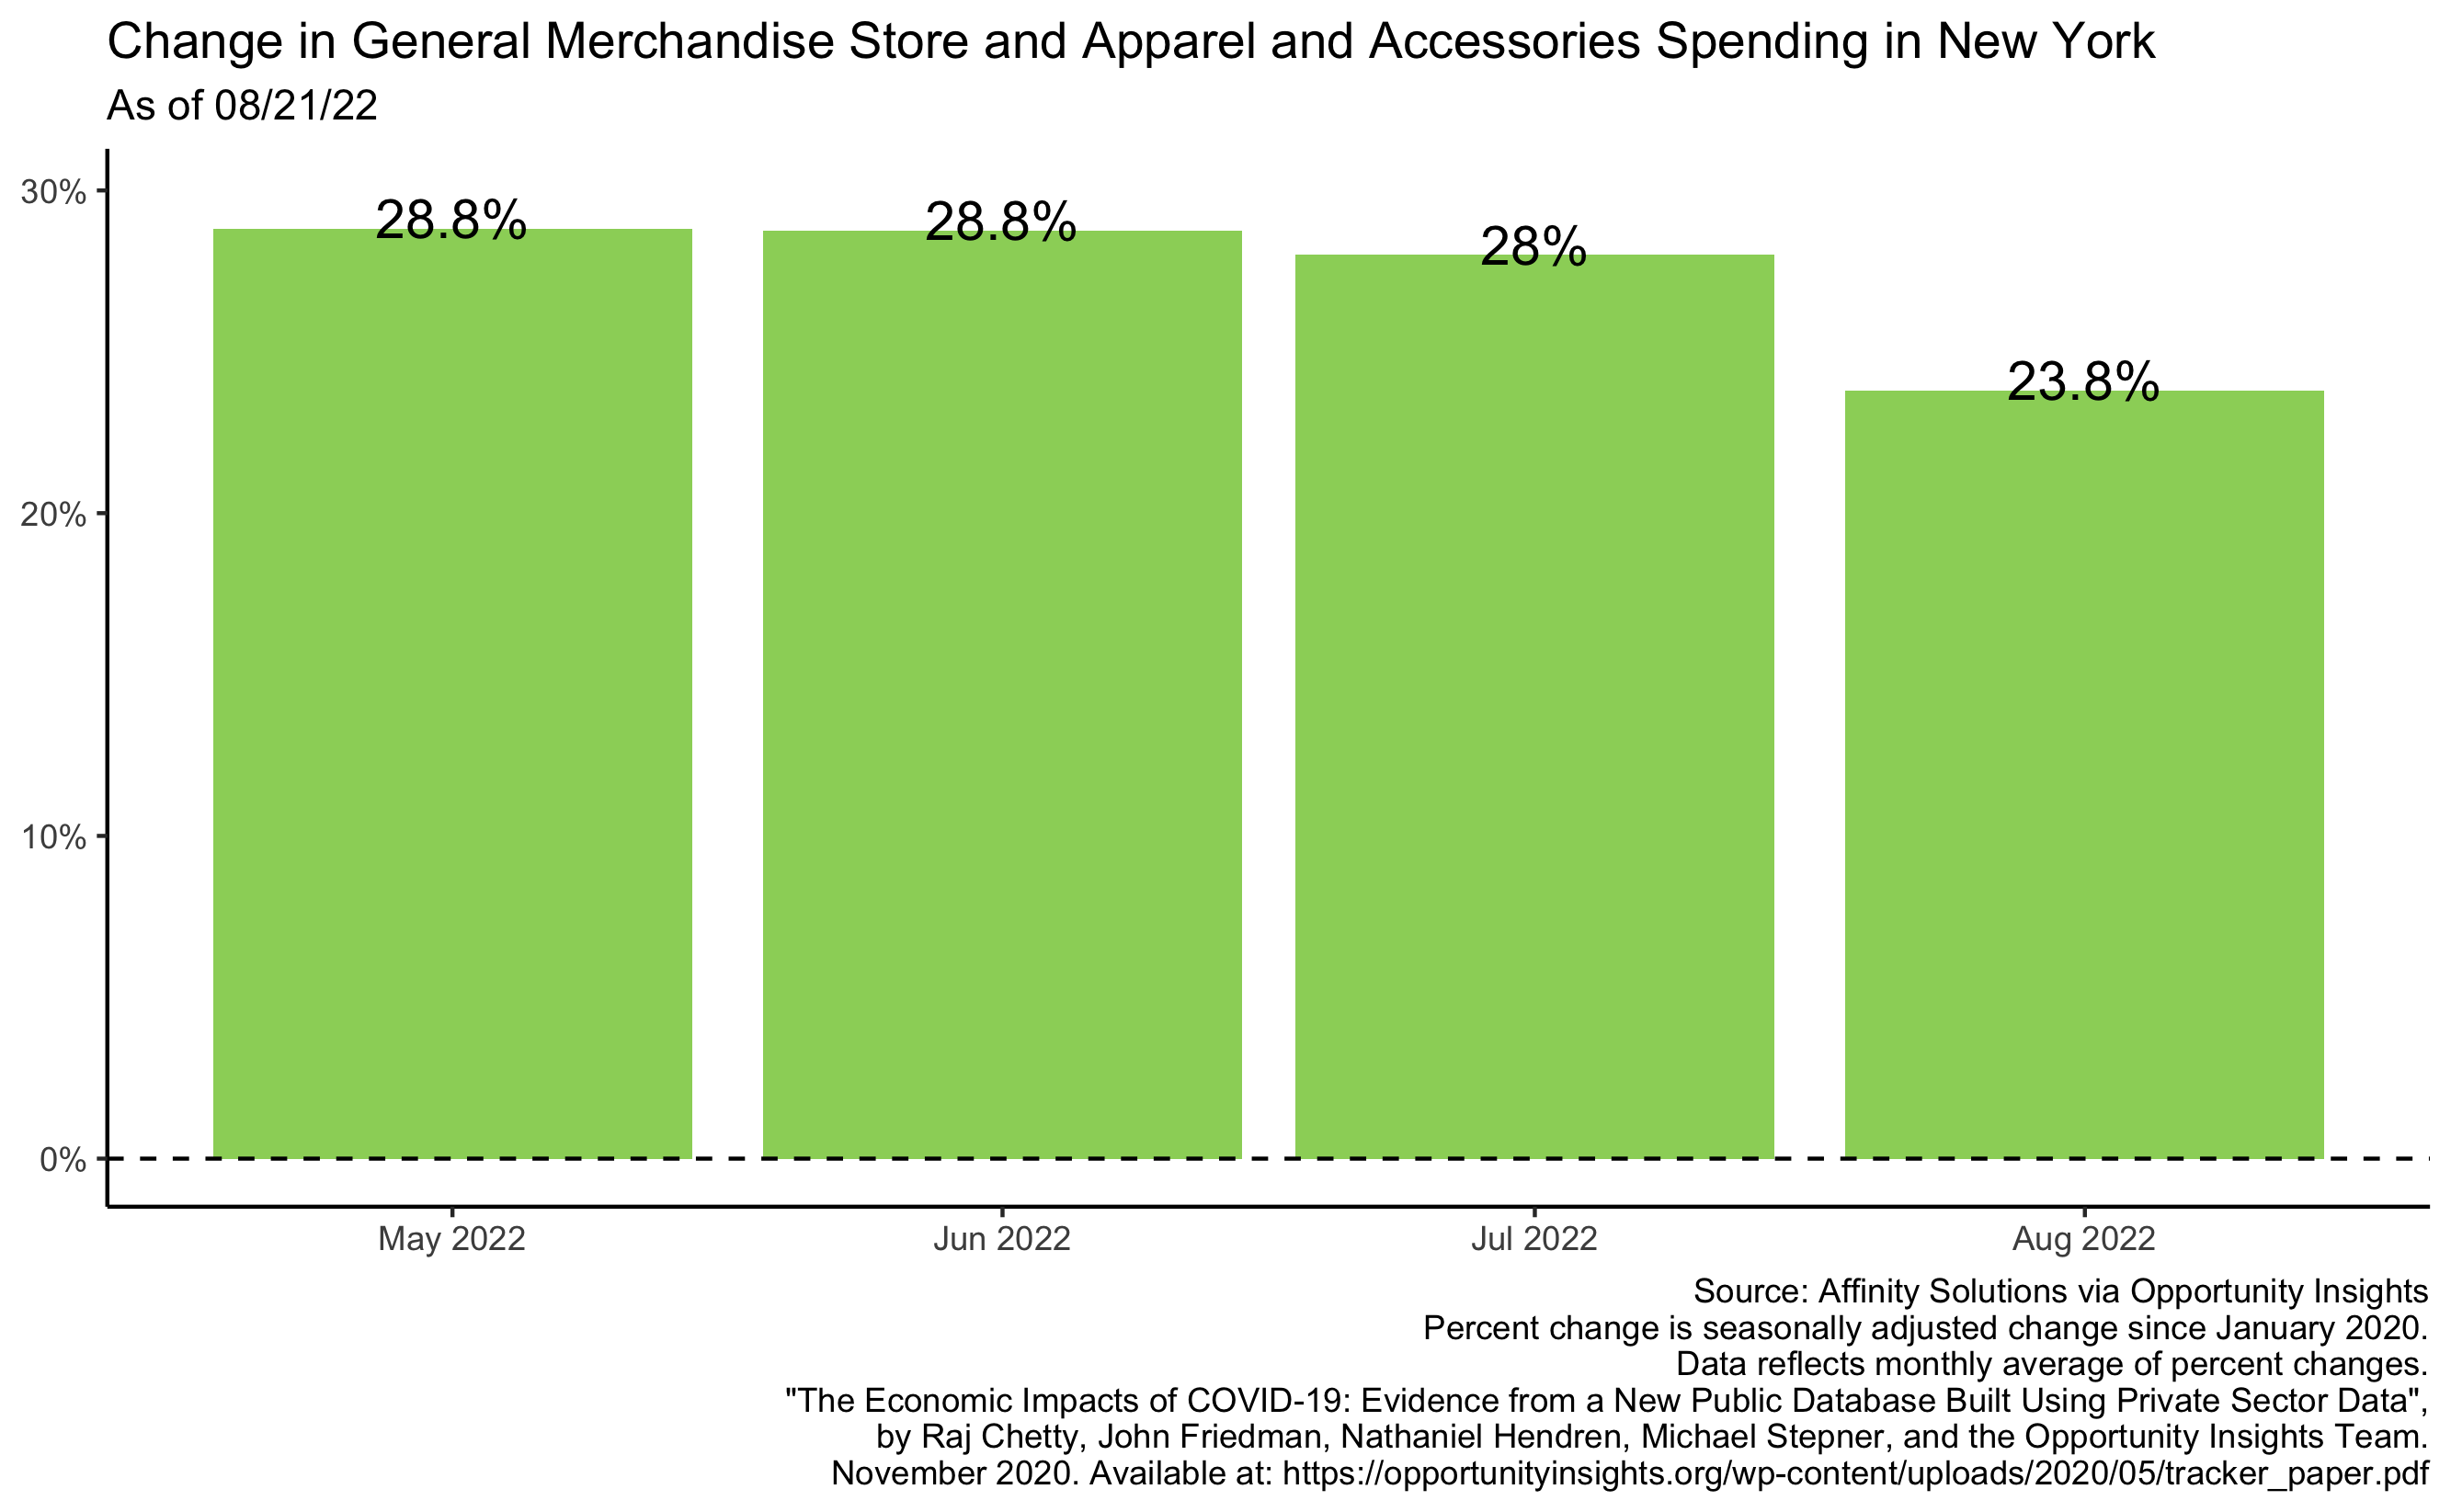 Change in General Merchandise Store and Apparel and Accessories Spending in New York
As of 08/21/22
30%
20%
10%
0%
28.8%
28.8%
28%
23.8%
May 2022
Jun 2022
Jul 2022
Aug 2022
Source: Affinity Solutions via Opportunity Insights
Percent change is seasonally adjusted change since January 2020.
Data reflects monthly average of percent changes.
"The Economic Impacts of COVID-19: Evidence from a New Public Database Built Using Private Sector Data",
by Raj Chetty, John Friedman, Nathaniel Hendren, Michael Stepner, and the Opportunity Insights Team.
November 2020. Available at: https://opportunityinsights.org/wp-content/uploads/2020/05/tracker_paper.pdf